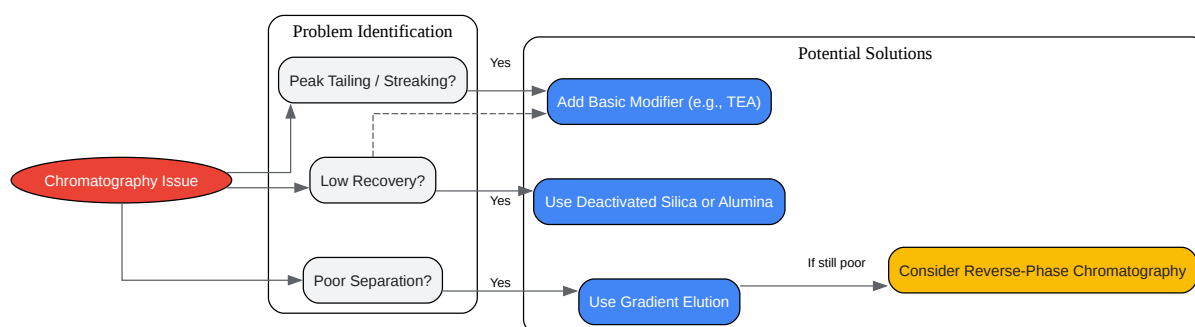 Problem Identification
Potential Solutions
Peak Tailing / Streaking?
Yes
Add Basic Modifier (e.g., TEA)
Chromatography Issue
Low Recovery?
Yes
Use Deactivated Silica or Alumina
Poor Separation?
Yes
Use Gradient Elution
If still poor
Consider Reverse-Phase Chromatography